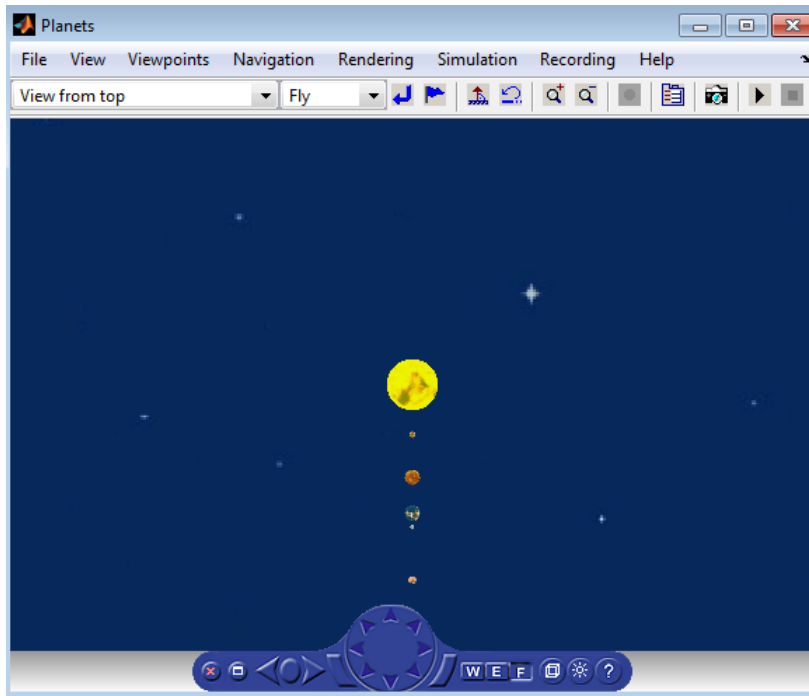 Planets
File View Viewpoints Navigation Rendering Simulation Recording Help
View from top Fly
W E F ?